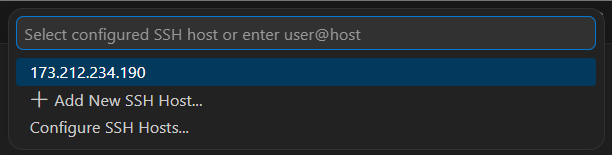 Select configured SSH host or enter user@host
173.212.234.190
+ Add New SSH Host...
Configure SSH Hosts...